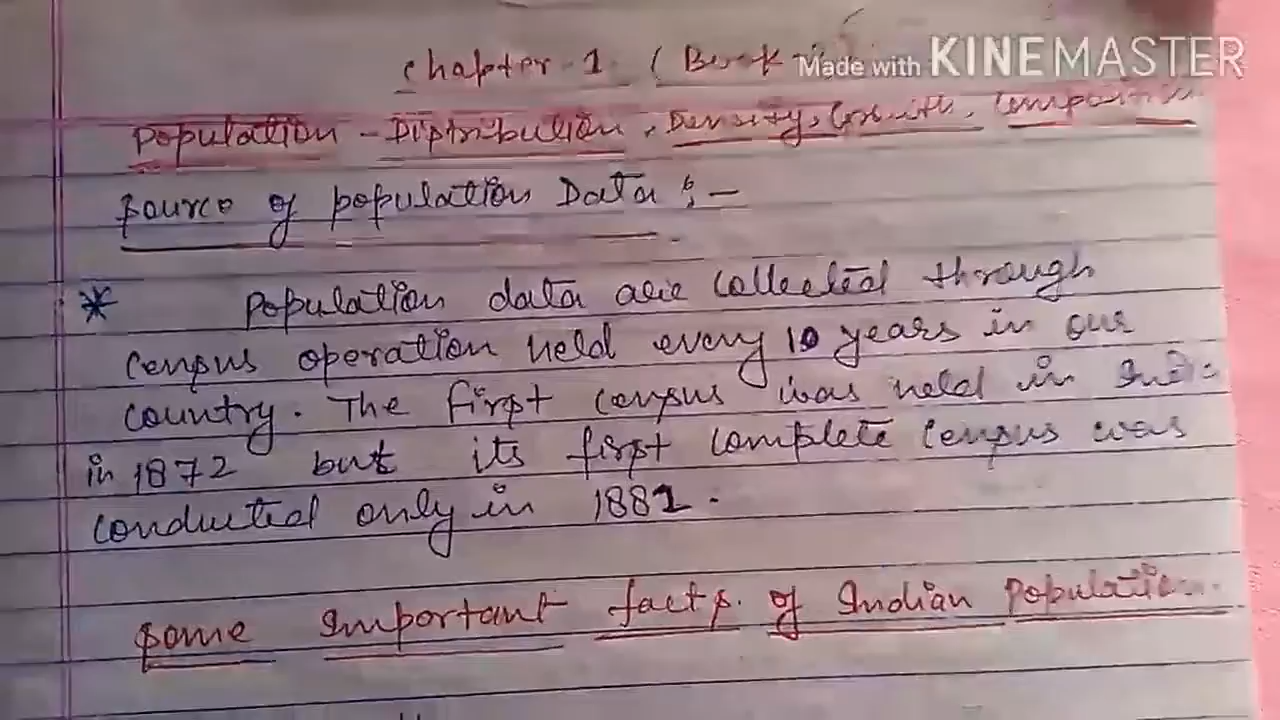 Chapter-1. (Book
Made with KINEMASTER
Population - Distribution, Density, Growth, Composition
Source of population Data :-
* Population data are collected through
Census operation held every 10 years in our
country. The first census was held in
in 1872 but its first complete census was
conducted only in 1881.
Some Important facts of Indian Population